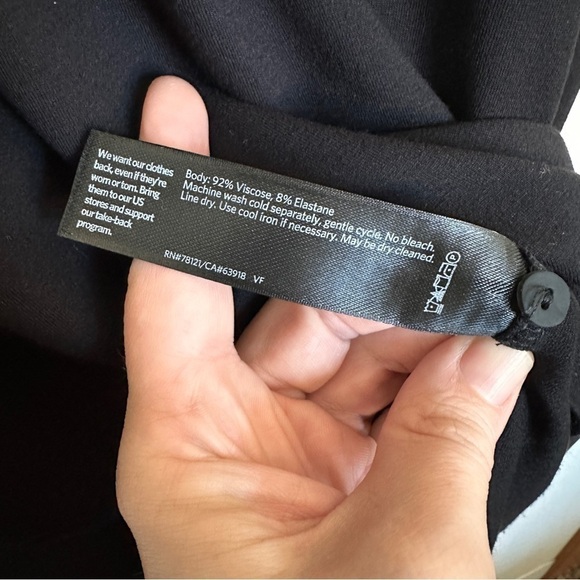 We want our clothes
back, even if they're
worn or torn. Bring
them to our US
stores and support
our take-back
program.
Body: 92% Viscose, 8% Elastane
Machine wash cold separately, gentle cycle. No bleach.
Line dry. Use cool iron if necessary. May be dry cleaned.
RN#78121/CA#63918 VF